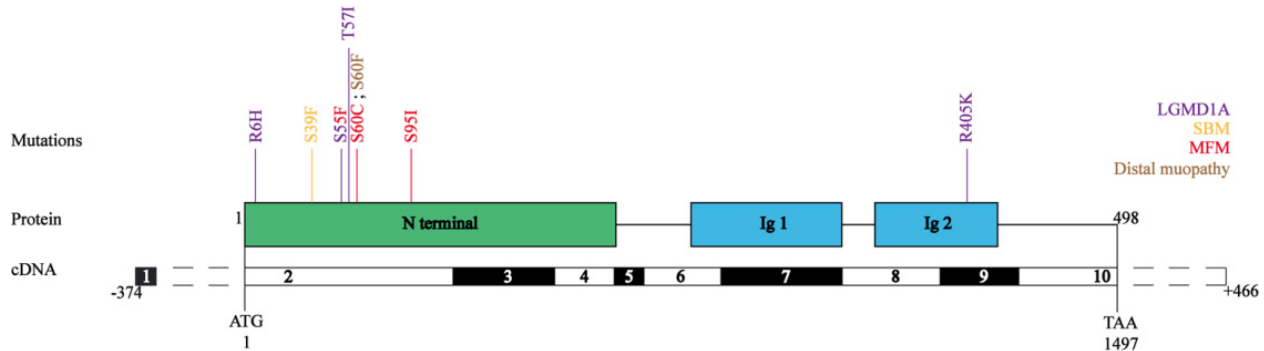 T57I
R6H
S39F
S55F
S60C ; S60F
S95I
R405K
LGMD1A
SBM
MFM
Distal muopathy
Mutations
Protein
1
N terminal
Ig 1
Ig 2
498
cDNA
1 2 3 4 5 6 7 8 9 10
-374
+466
ATG
1
TAA
1497